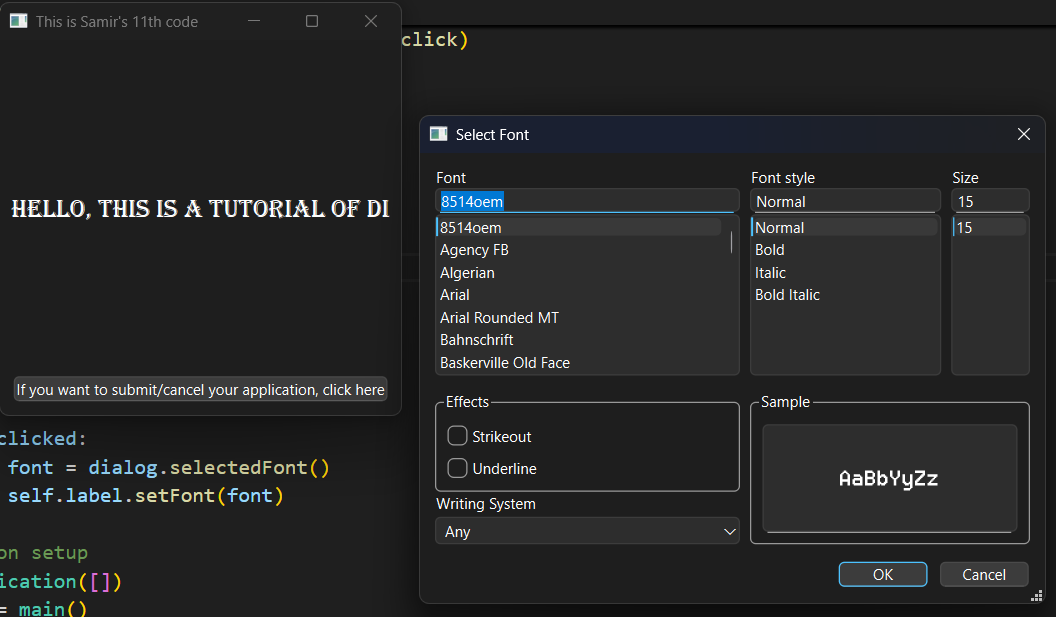 This is Samir's 11th code
click)
HELLO, THIS IS A TUTORIAL OF DI
If you want to submit/cancel your application, click here
clicked:
font = dialog.selectedFont()
self.label.setFont(font)
on setup
ication([])
= main()
Select Font
Font
8514oem
8514oem
Agency FB
Algerian
Arial
Arial Rounded MT
Bahnschrift
Baskerville Old Face
Font style
Normal
Normal
Bold
Italic
Bold Italic
Size
15
15
Effects
Strikeout
Underline
Writing System
Any
Sample
AaBbYyZz
OK
Cancel